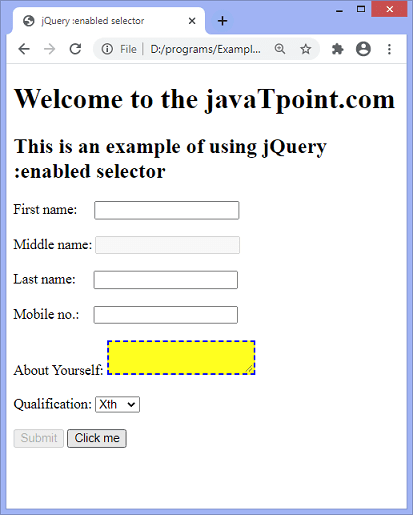 jQuery :enabled selector
File | D:/programs/Exampl...
Welcome to the javaTpoint.com
This is an example of using jQuery
:enabled selector
First name:
Middle name:
Last name:
Mobile no.:
About Yourself:
Qualification: Xth
Submit Click me